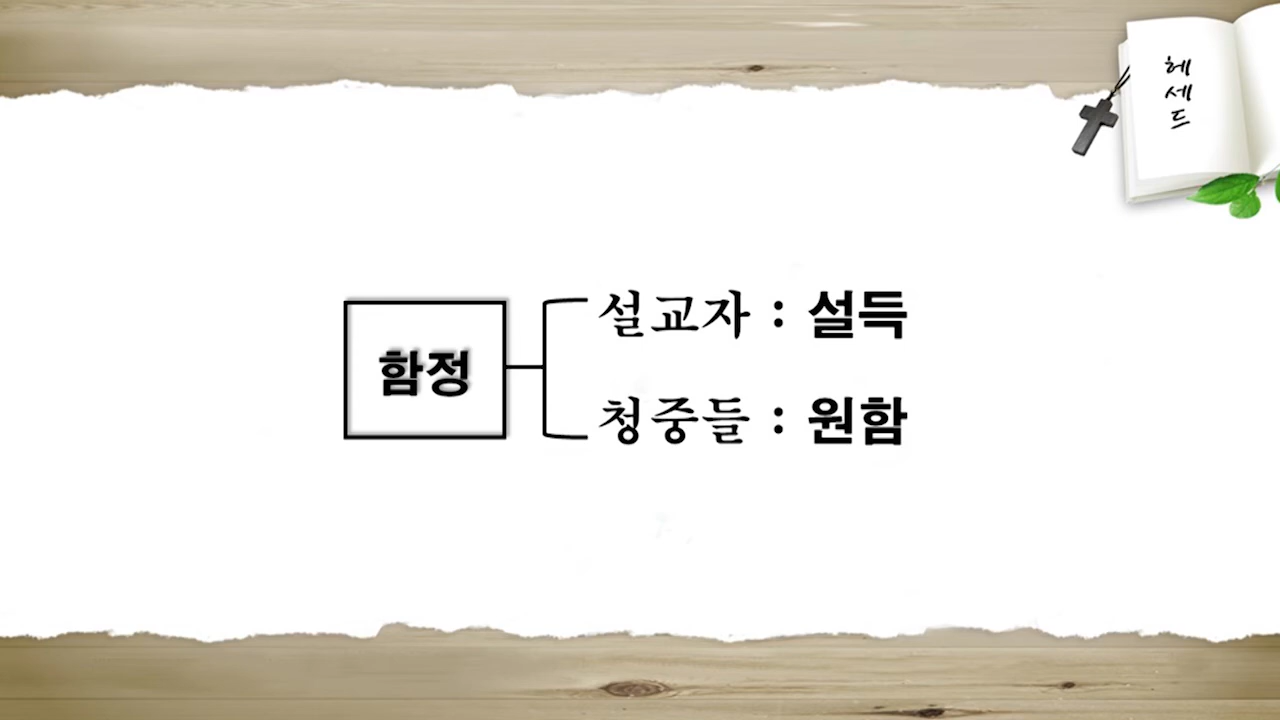 헤
세
드
설교자 : 설득
함정
청중들 : 원함